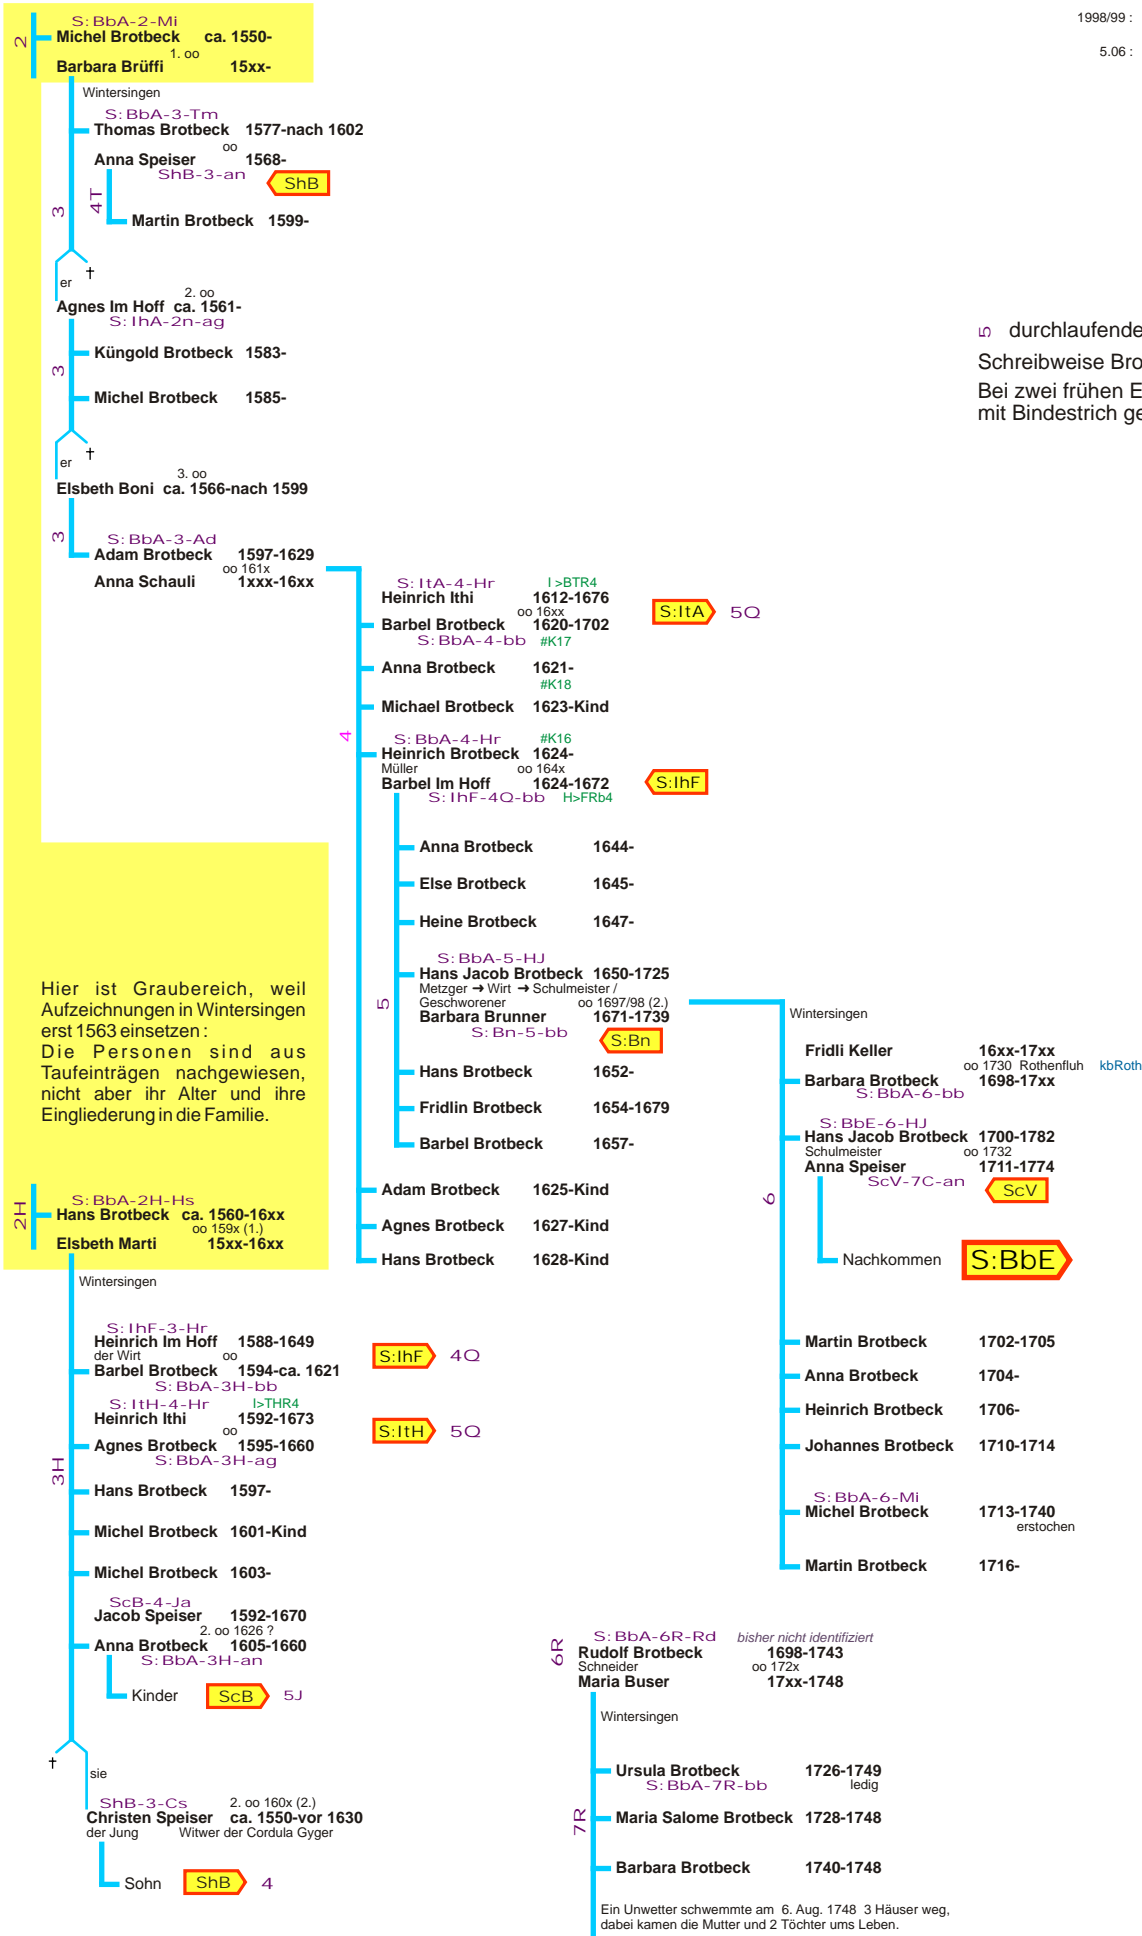 1998/99 :
5.06 :
2
S:BbA-2-Mi
Michel Brotbeck ca. 1550-
1. oo
Barbara Brüffi 15xx-
Wintersingen
S:BbA-3-Tm
Thomas Brotbeck 1577-nach 1602
oo
Anna Speiser 1568-
ShB-3-an
ShB
4T
3
Martin Brotbeck 1599-
er †
2. oo
Agnes Im Hoff ca. 1561-
S:IhA-2n-ag
3
Küngold Brotbeck 1583-
Michel Brotbeck 1585-
er †
3. oo
Elsbeth Boni ca. 1566-nach 1599
3
S:BbA-3-Ad
Adam Brotbeck 1597-1629
oo 161x
Anna Schauli 1xxx-16xx
5 durchlaufende
Schreibweise Bro
Bei zwei frühen E
mit Bindestrich ge
4
S:ItA-4-Hr I >BTR4
Heinrich Ithi 1612-1676
oo 16xx
Barbel Brotbeck 1620-1702
S:BbA-4-bb #K17
S:ItA 5Q
Anna Brotbeck 1621-
#K18
Michael Brotbeck 1623-Kind
S:BbA-4-Hr #K16
Heinrich Brotbeck 1624-
Müller oo 164x
Barbel Im Hoff 1624-1672
S:IhF-4Q-bb H>FRb4
S:IhF
5
Anna Brotbeck 1644-
Else Brotbeck 1645-
Heine Brotbeck 1647-
S:BbA-5-HJ
Hans Jacob Brotbeck 1650-1725
Metzger ➔ Wirt ➔ Schulmeister /
Geschworener oo 1697/98 (2.)
Barbara Brunner 1671-1739
S:Bn-5-bb
S:Bn
Hans Brotbeck 1652-
Fridlin Brotbeck 1654-1679
Barbel Brotbeck 1657-
Adam Brotbeck 1625-Kind
Agnes Brotbeck 1627-Kind
Hans Brotbeck 1628-Kind
Wintersingen
6
Fridli Keller 16xx-17xx
oo 1730 Rothenfluh kbRoth
Barbara Brotbeck 1698-17xx
S:BbA-6-bb
S:BbE-6-HJ
Hans Jacob Brotbeck 1700-1782
Schulmeister oo 1732
Anna Speiser 1711-1774
ScV-7C-an
ScV
Nachkommen S:BbE
Martin Brotbeck 1702-1705
Anna Brotbeck 1704-
Heinrich Brotbeck 1706-
Johannes Brotbeck 1710-1714
S:BbA-6-Mi
Michel Brotbeck 1713-1740
erstochen
Martin Brotbeck 1716-
Hier ist Graubereich, weil
Aufzeichnungen in Wintersingen
erst 1563 einsetzen :
Die Personen sind aus
Taufeinträgen nachgewiesen,
nicht aber ihr Alter und ihre
Eingliederung in die Familie.
2H
S:BbA-2H-Hs
Hans Brotbeck ca. 1560-16xx
oo 159x (1.)
Elsbeth Marti 15xx-16xx
Wintersingen
3H
S:IhF-3-Hr
Heinrich Im Hoff 1588-1649
der Wirt oo
Barbel Brotbeck 1594-ca. 1621
S:BbA-3H-bb
S:IhF 4Q
S:ItH-4-Hr I>THR4
Heinrich Ithi 1592-1673
oo
Agnes Brotbeck 1595-1660
S:BbA-3H-ag
S:ItH 5Q
Hans Brotbeck 1597-
Michel Brotbeck 1601-Kind
Michel Brotbeck 1603-
ScB-4-Ja
Jacob Speiser 1592-1670
2. oo 1626 ?
Anna Brotbeck 1605-1660
S:BbA-3H-an
Kinder ScB 5J
† sie
ShB-3-Cs 2. oo 160x (2.)
Christen Speiser ca. 1550-vor 1630
der Jung Witwer der Cordula Gyger
Sohn ShB 4
6R
S:BbA-6R-Rd bisher nicht identifiziert
Rudolf Brotbeck 1698-1743
Schneider oo 172x
Maria Buser 17xx-1748
Wintersingen
7R
Ursula Brotbeck 1726-1749
S:BbA-7R-bb ledig
Maria Salome Brotbeck 1728-1748
Barbara Brotbeck 1740-1748
Ein Unwetter schwemmte am 6. Aug. 1748 3 Häuser weg,
dabei kamen die Mutter und 2 Töchter ums Leben.